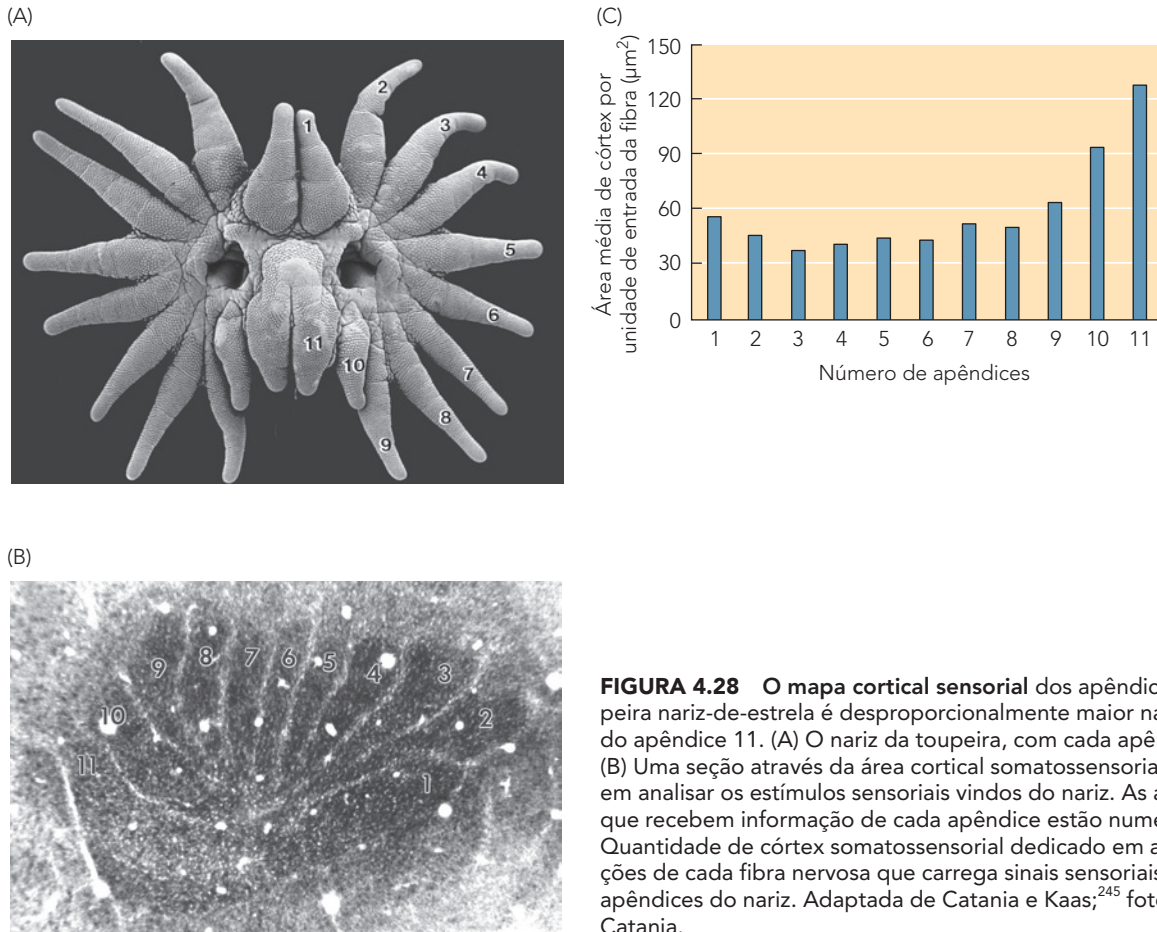 (A)
1
2
3
4
5
6
7
8
9
10
11
(C)
Área média de córtex por
unidade de entrada da fibra (μm²)
150
120
90
60
30
0
1 2 3 4 5 6 7 8 9 10 11
Número de apêndices
(B)
9 8 7 6 5 4 3
10 2
11 1
FIGURA 4.28 O mapa cortical sensorial dos apêndic
peira nariz-de-estrela é desproporcionalmente maior na
do apêndice 11. (A) O nariz da toupeira, com cada apê
(B) Uma seção através da área cortical somatossensoria
em analisar os estímulos sensoriais vindos do nariz. As a
que recebem informação de cada apêndice estão nume
Quantidade de córtex somatossensorial dedicado em a
ções de cada fibra nervosa que carrega sinais sensoriais
apêndices do nariz. Adaptada de Catania e Kaas;²⁴⁵ foto
Catania.